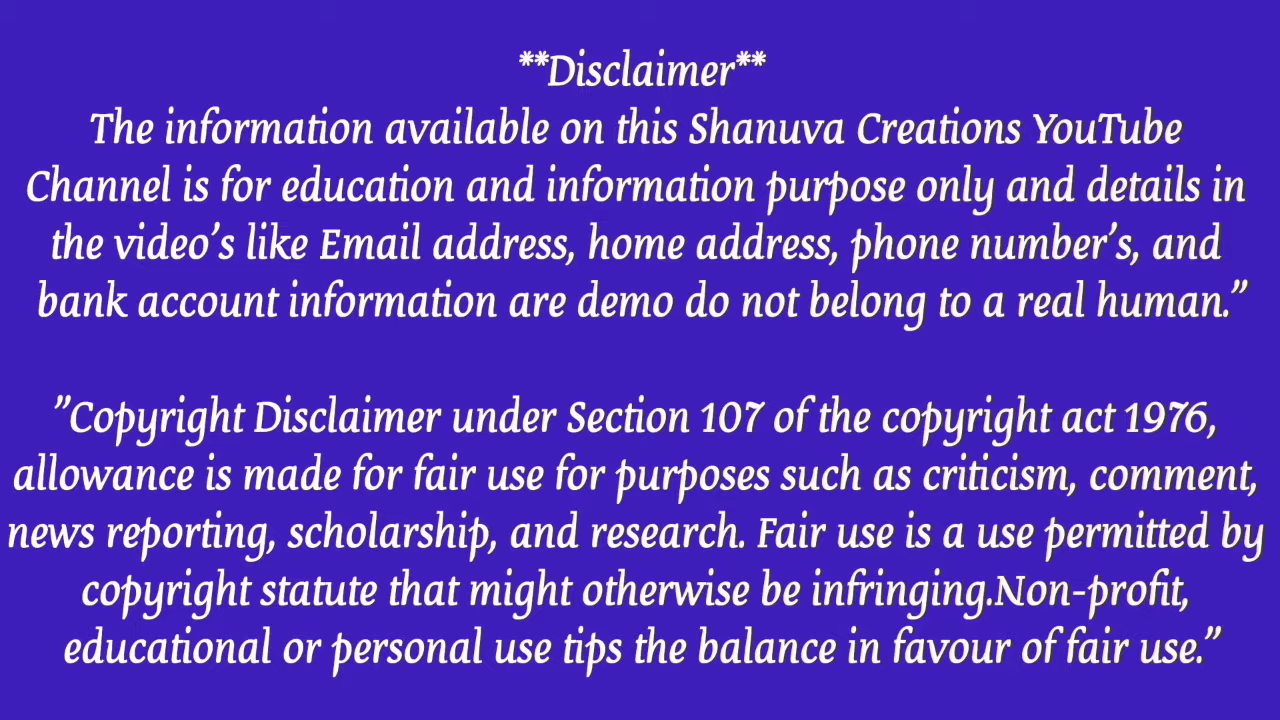 **Disclaimer**
The information available on this Shanuva Creations YouTube
Channel is for education and information purpose only and details in
the video’s like Email address, home address, phone number’s, and
bank account information are demo do not belong to a real human.”
”Copyright Disclaimer under Section 107 of the copyright act 1976,
allowance is made for fair use for purposes such as criticism, comment,
news reporting, scholarship, and research. Fair use is a use permitted by
copyright statute that might otherwise be infringing.Non-profit,
educational or personal use tips the balance in favour of fair use.”